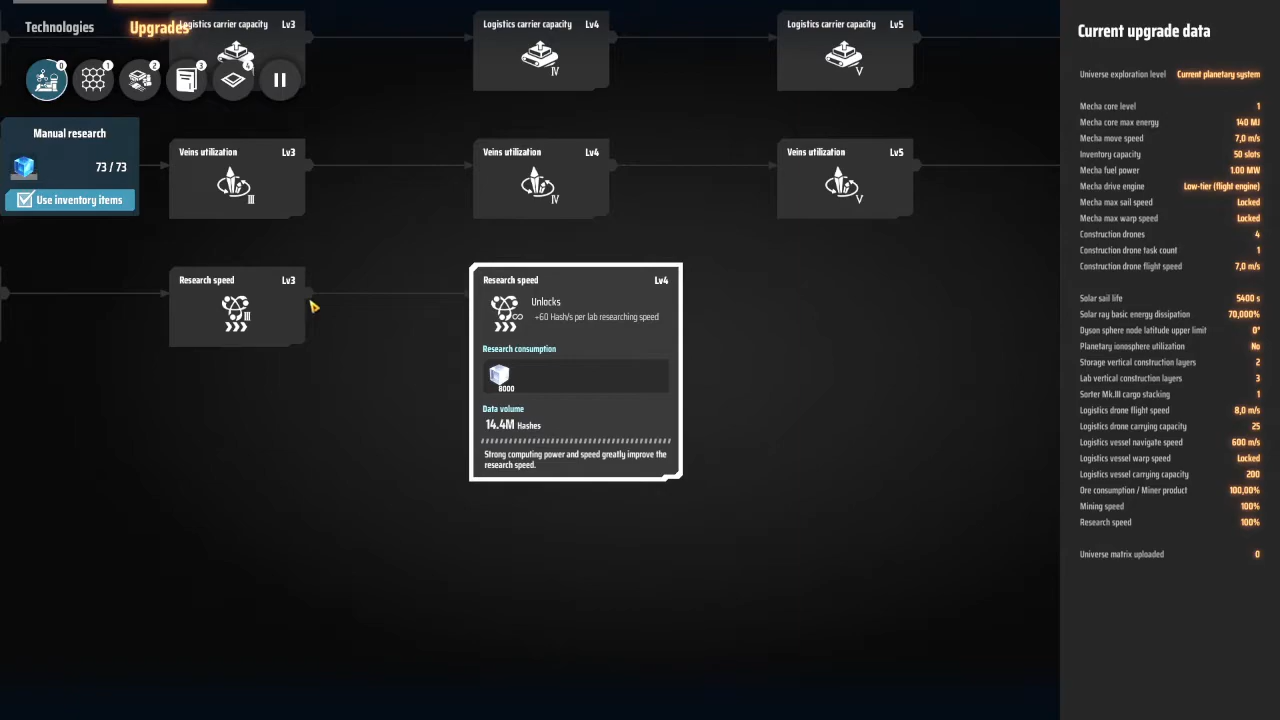 Technologies
Upgrades
0
1
2
3
4
Manual research
73 / 73
Use inventory items
Logistics carrier capacity Lv3
Logistics carrier capacity Lv4
IV
Logistics carrier capacity Lv5
V
Veins utilization Lv3
III
Veins utilization Lv4
IV
Veins utilization Lv5
V
Research speed Lv3
III
Research speed Lv4
∞
Unlocks
+60 Hash/s per lab researching speed
Research consumption
8000
Data volume
14.4M Hashes
Strong computing power and speed greatly improve the
research speed.
Current upgrade data
Universe exploration level Current planetary system
Mecha core level 1
Mecha core max energy 140 MJ
Mecha move speed 7,0 m/s
Inventory capacity 50 slots
Mecha fuel power 1.00 MW
Mecha drive engine Low-tier (flight engine)
Mecha max sail speed Locked
Mecha max warp speed Locked
Construction drones 4
Construction drone task count 1
Construction drone flight speed 7,0 m/s
Solar sail life 5400 s
Solar ray basic energy dissipation 70,000%
Dyson sphere node latitude upper limit 0°
Planetary ionosphere utilization No
Storage vertical construction layers 2
Lab vertical construction layers 3
Sorter Mk.III cargo stacking 1
Logistics drone flight speed 8,0 m/s
Logistics drone carrying capacity 25
Logistics vessel navigate speed 600 m/s
Logistics vessel warp speed Locked
Logistics vessel carrying capacity 200
Ore consumption / Miner product 100,00%
Mining speed 100%
Research speed 100%
Universe matrix uploaded 0